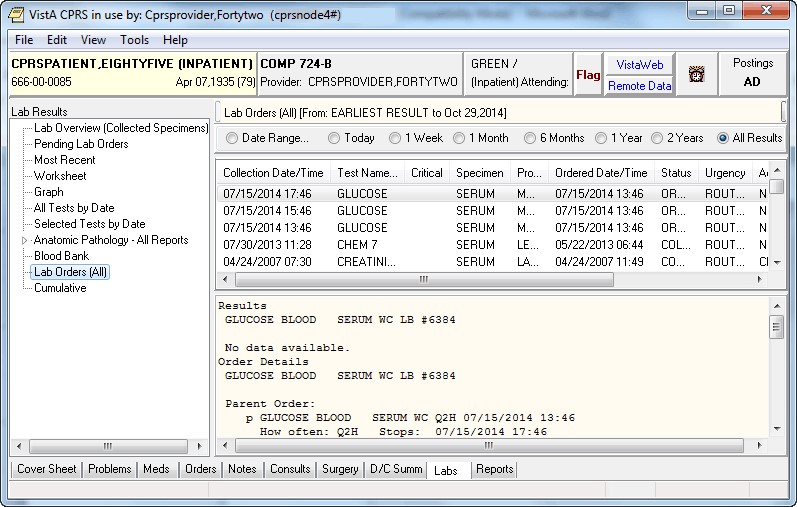 VistA CPRS in use by: Cprsprovider,Fortytwo (cprsnode4#)
File Edit View Tools Help
CPRSPATIENT,EIGHTYFIVE (INPATIENT) COMP 724-B GREEN / Flag VistaWeb Postings
666-00-0085 Apr 07,1935 (79) Provider: CPRSPROVIDER,FORTYTWO (Inpatient) Attending: Remote Data AD
Lab Results
Lab Overview (Collected Specimens)
Pending Lab Orders
Most Recent
Worksheet
Graph
All Tests by Date
Selected Tests by Date
Anatomic Pathology - All Reports
Blood Bank
Lab Orders (All)
Cumulative
Lab Orders (All) [From: EARLIEST RESULT to Oct 29,2014]
Date Range... Today 1 Week 1 Month 6 Months 1 Year 2 Years All Results
Collection Date/Time Test Name... Critical Specimen Pro... Ordered Date/Time Status Urgency
07/15/2014 17:46 GLUCOSE SERUM M... 07/15/2014 13:46 OR... ROUT... N
07/15/2014 15:46 GLUCOSE SERUM M... 07/15/2014 13:46 OR... ROUT... N
07/15/2014 13:46 GLUCOSE SERUM M... 07/15/2014 13:46 OR... ROUT... N
07/30/2013 11:28 CHEM 7 SERUM LE... 05/22/2013 06:44 COL... ROUT... N
04/24/2007 07:30 CREATINI... SERUM LA... 04/24/2007 11:49 CO... ROUT...
Results
GLUCOSE BLOOD SERUM WC LB #6384
No data available.
Order Details
GLUCOSE BLOOD SERUM WC LB #6384
Parent Order:
p GLUCOSE BLOOD SERUM WC Q2H 07/15/2014 13:46
How often: Q2H Stops: 07/15/2014 17:46
Cover Sheet Problems Meds Orders Notes Consults Surgery D/C Summ Labs Reports